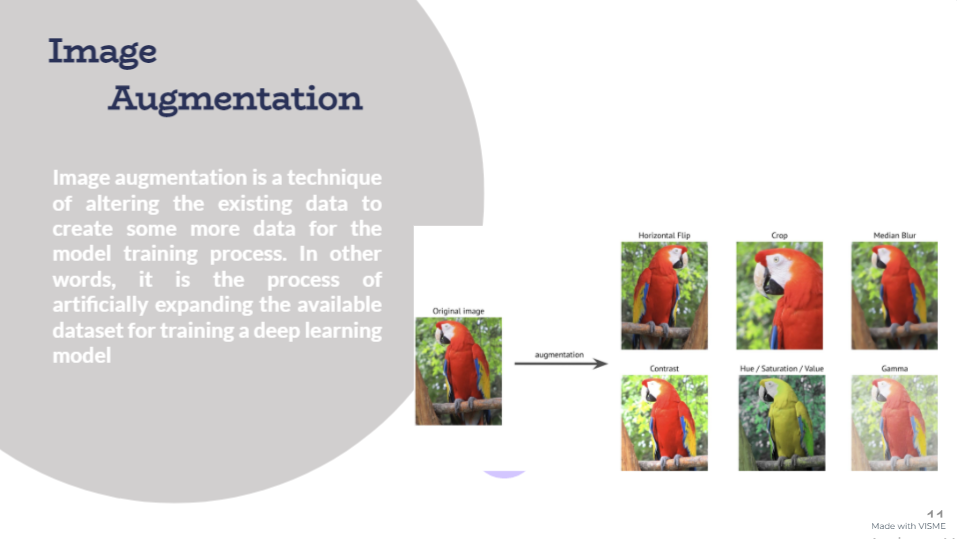 Image
Augmentation
Image augmentation is a technique
of altering the existing data to
create some more data for the
model training process. In other
words, it is the process of
artificially expanding the available
dataset for training a deep learning
model
Original image
augmentation
Horizontal Flip
Crop
Median Blur
Contrast
Hue / Saturation / Value
Gamma
11
Made with VISME